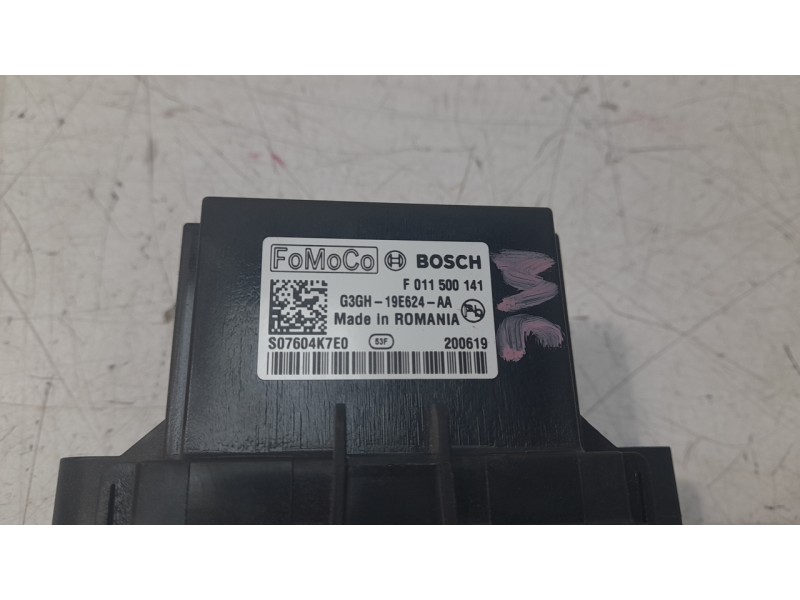 FoMoCo BOSCH
F 011 500 141
G3GH-19E624-AA
Made in ROMANIA
S07604K7E0 53F 200619